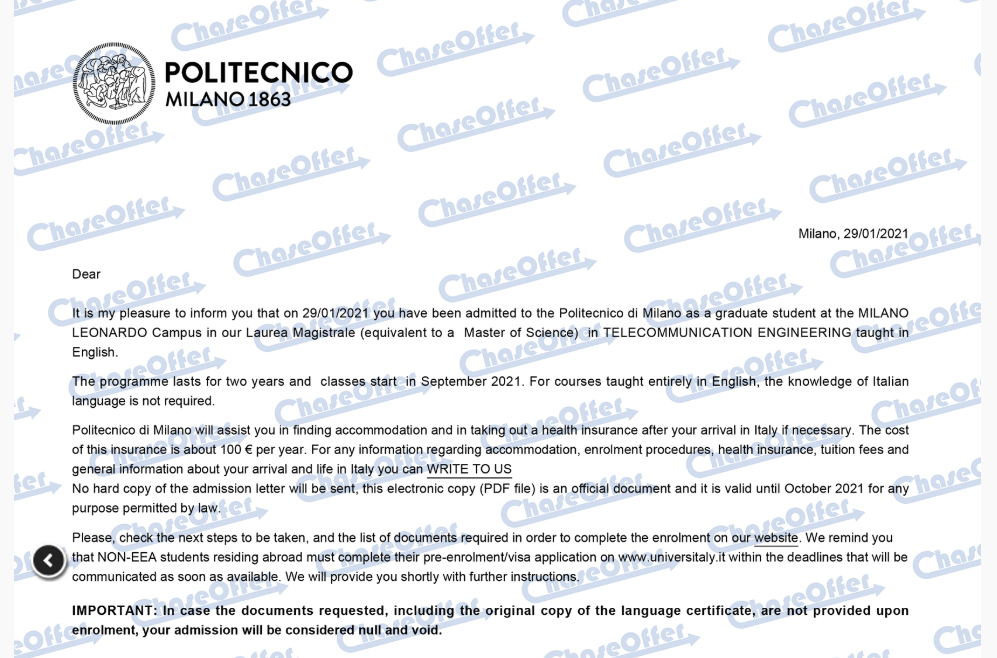 POLITECNICO
MILANO 1863
Milano, 29/01/2021
Dear
It is my pleasure to inform you that on 29/01/2021 you have been admitted to the Politecnico di Milano as a graduate student at the MILANO
LEONARDO Campus in our Laurea Magistrale (equivalent to a Master of Science) in TELECOMMUNICATION ENGINEERING taught in
English.
The programme lasts for two years and classes start in September 2021. For courses taught entirely in English, the knowledge of Italian
language is not required.
Politecnico di Milano will assist you in finding accommodation and in taking out a health insurance after your arrival in Italy if necessary. The cost
of this insurance is about 100 € per year. For any information regarding accommodation, enrolment procedures, health insurance, tuition fees and
general information about your arrival and life in Italy you can WRITE TO US
No hard copy of the admission letter will be sent, this electronic copy (PDF file) is an official document and it is valid until October 2021 for any
purpose permitted by law.
Please, check the next steps to be taken, and the list of documents required in order to complete the enrolment on our website. We remind you
that NON-EEA students residing abroad must complete their pre-enrolment/visa application on www.universitaly.it within the deadlines that will be
communicated as soon as available. We will provide you shortly with further instructions.
IMPORTANT: In case the documents requested, including the original copy of the language certificate, are not provided upon
enrolment, your admission will be considered null and void.
ChaseOffer